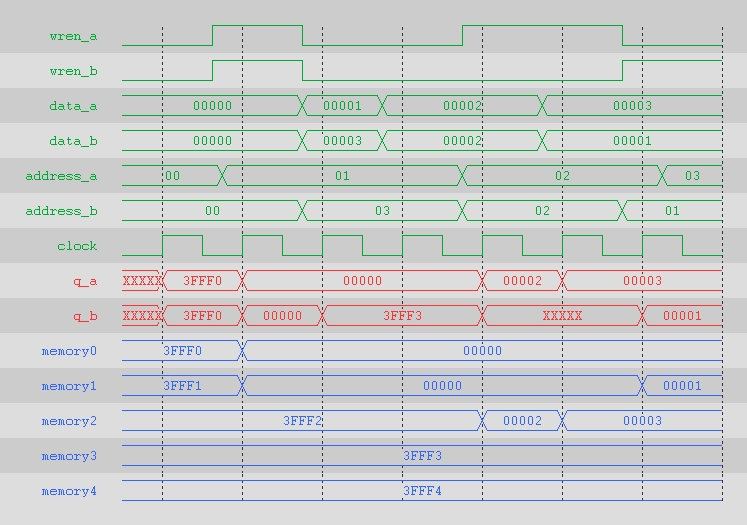 wren_a
wren_b
data_a 00000 00001 00002 00003
data_b 00000 00003 00002 00001
address_a 00 01 02 03
address_b 00 03 02 01
clock
q_a XXXXX 3FFF0 00000 00002 00003
q_b XXXXX 3FFF0 00000 3FFF3 XXXXX 00001
memory0 3FFF0 00000
memory1 3FFF1 00000 00001
memory2 3FFF2 00002 00003
memory3 3FFF3
memory4 3FFF4